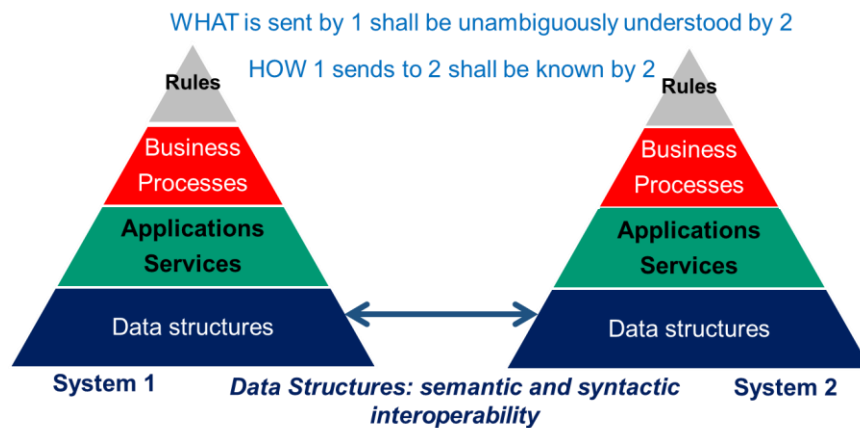 WHAT is sent by 1 shall be unambiguously understood by 2
HOW 1 sends to 2 shall be known by 2
Rules
Business
Processes
Applications
Services
Data structures
System 1
Rules
Business
Processes
Applications
Services
Data structures
System 2
Data Structures: semantic and syntactic
interoperability